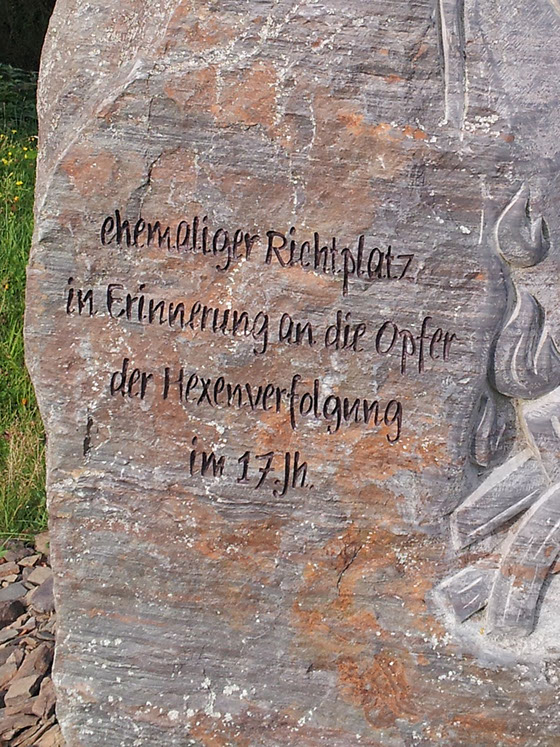 ehemaliger Richtplatz
in Erinnerung an die Opfer
der Hexenverfolgung
im 17. Jh.